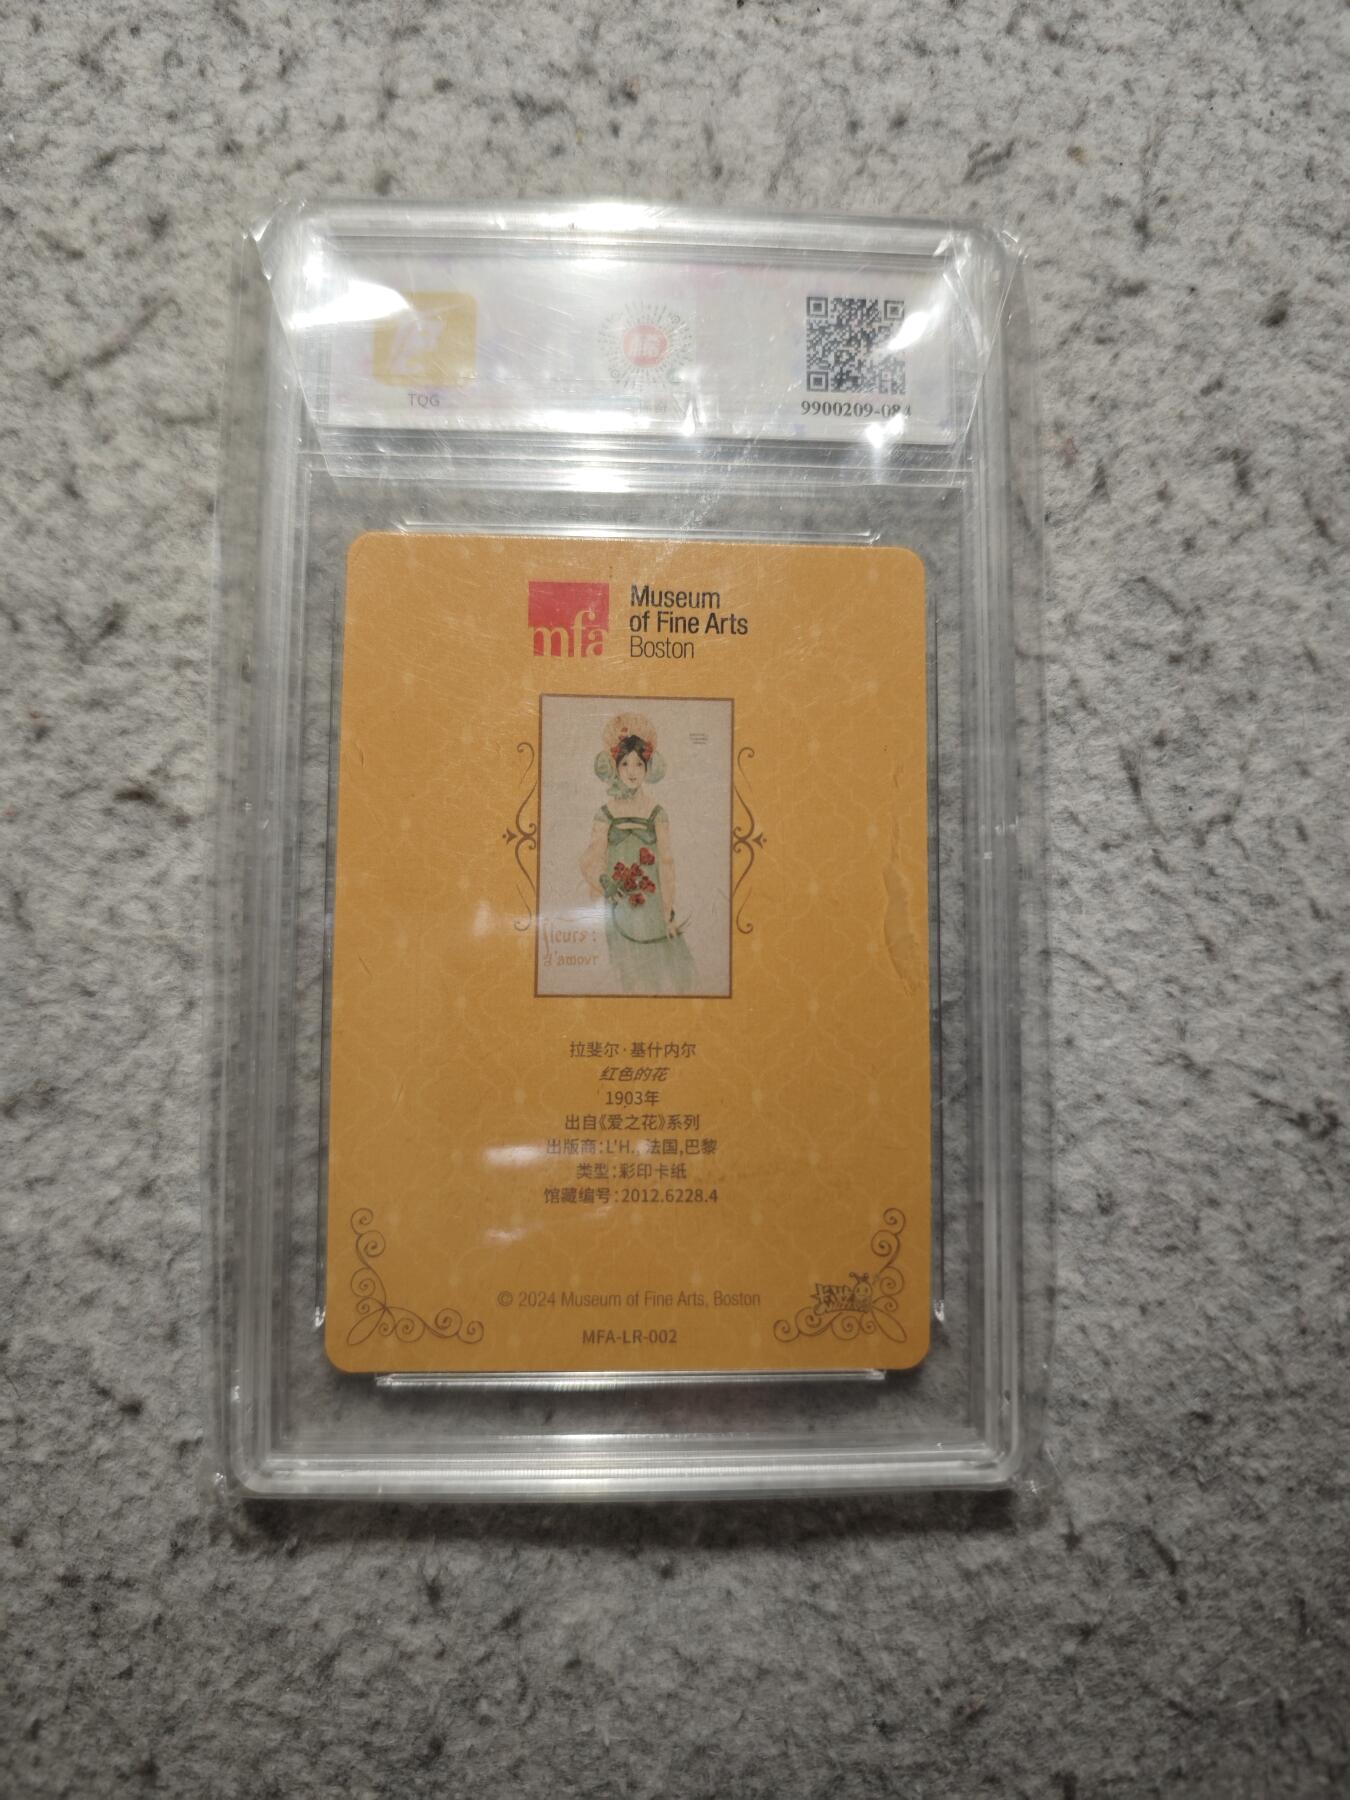 TQG
9900209-084
mfa
Museum
of Fine Arts
Boston
fleurs:
d'amour
拉斐尔·基什内尔
红色的花
1903年
出自《爱之花》系列
出版商：L'H., 法国,巴黎
类型：彩印卡纸
馆藏编号：2012.6228.4
© 2024 Museum of Fine Arts, Boston
MFA-LR-002